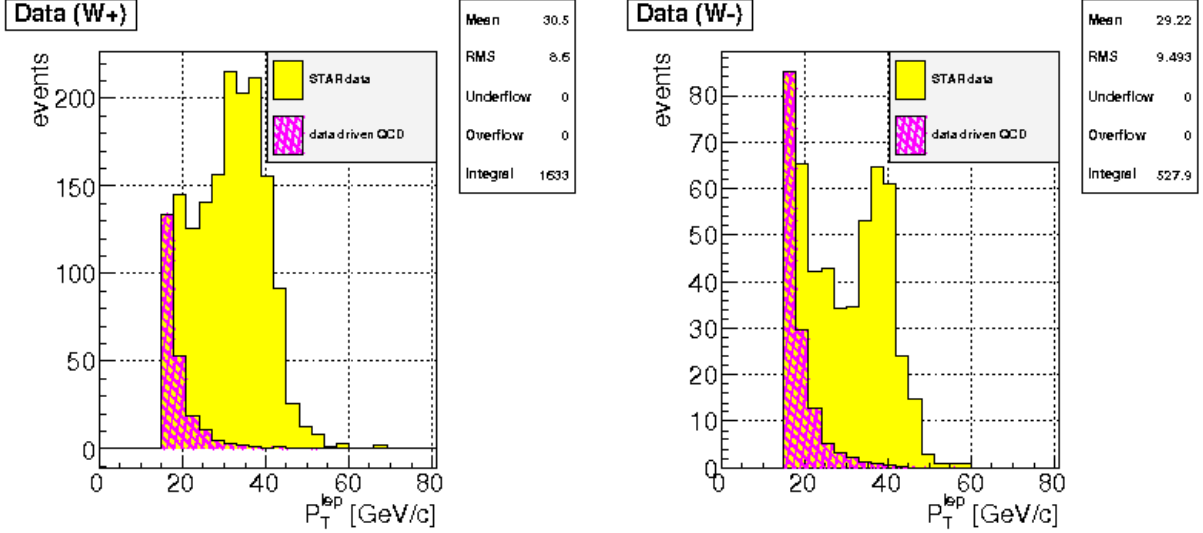 Data (W+)
Mean 30.5
RMS 8.6
Underflow 0
Overflow 0
Integral 1633
events
STAR data
data driven QCD
200
150
100
50
0
0 20 40 60 80
P_T^lep [GeV/c]
Data (W-)
Mean 29.22
RMS 9.493
Underflow 0
Overflow 0
Integral 527.9
events
STAR data
data driven QCD
80
70
60
50
40
30
20
10
0
0 20 40 60 80
P_T^lep [GeV/c]